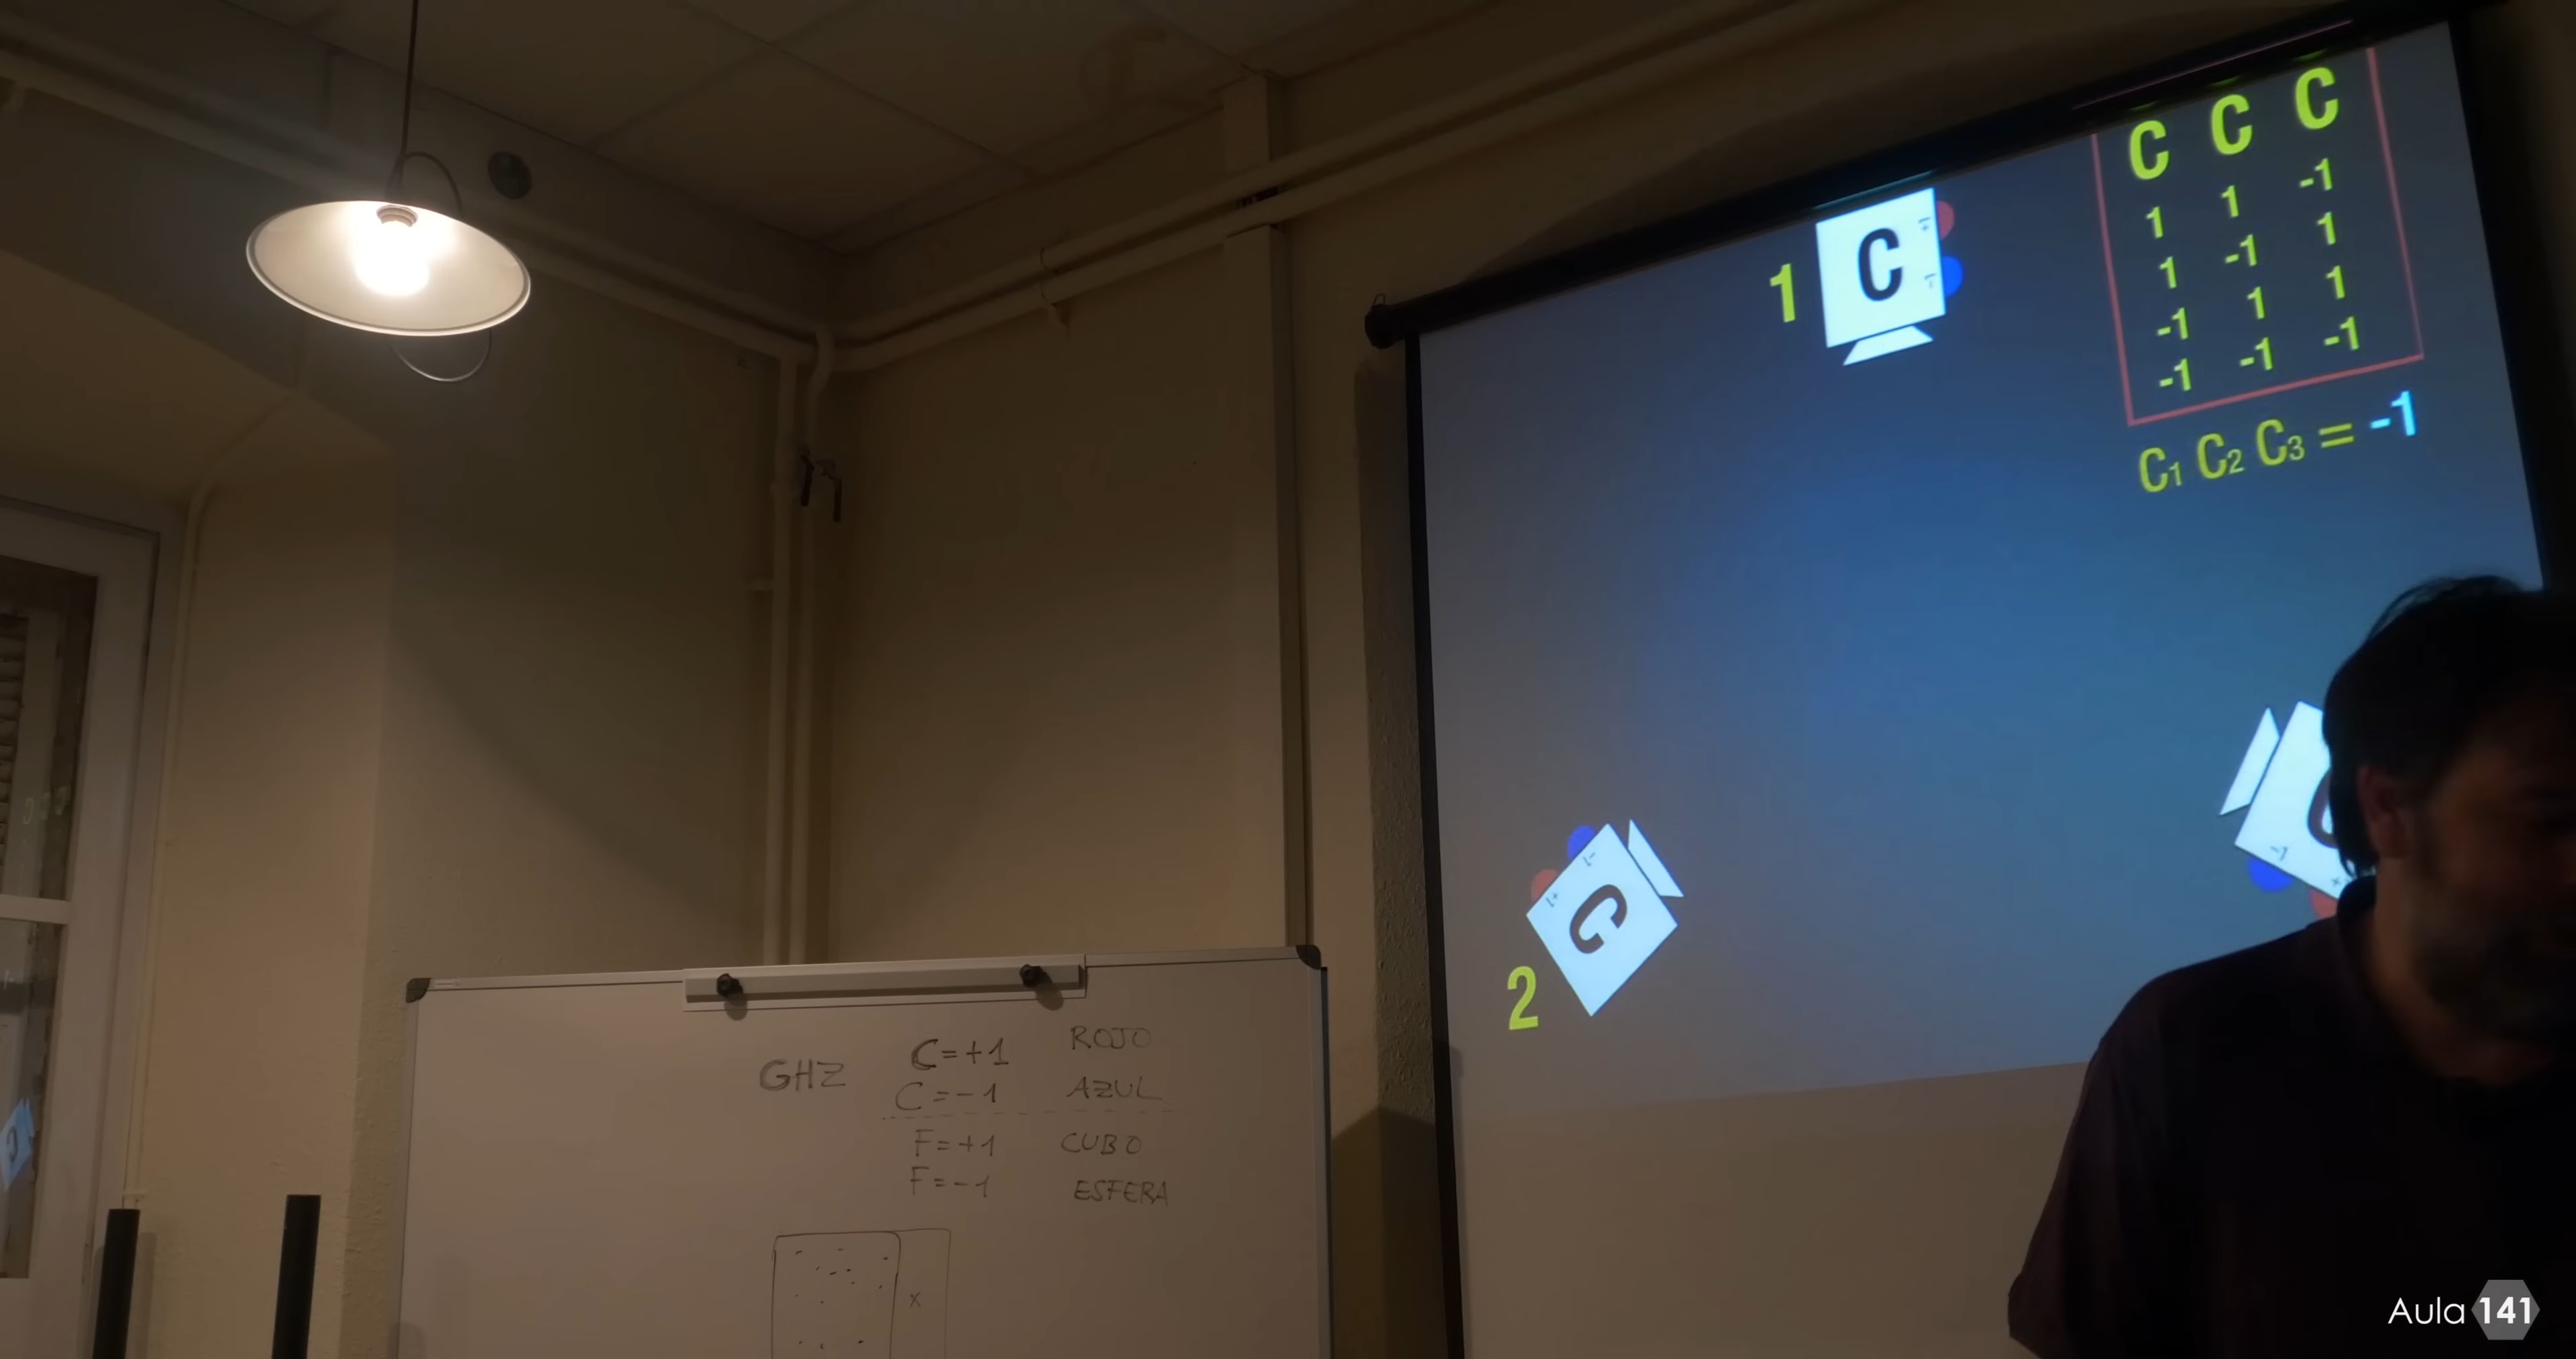 C C C
1 1 -1
1 -1 1
-1 1 1
-1 -1 -1
C1 C2 C3 = -1
1
C
2
C
GHZ
C=+1 ROJO
C=-1 AZUL
F=+1 CUBO
F=-1 ESFERA
x
Aula 141